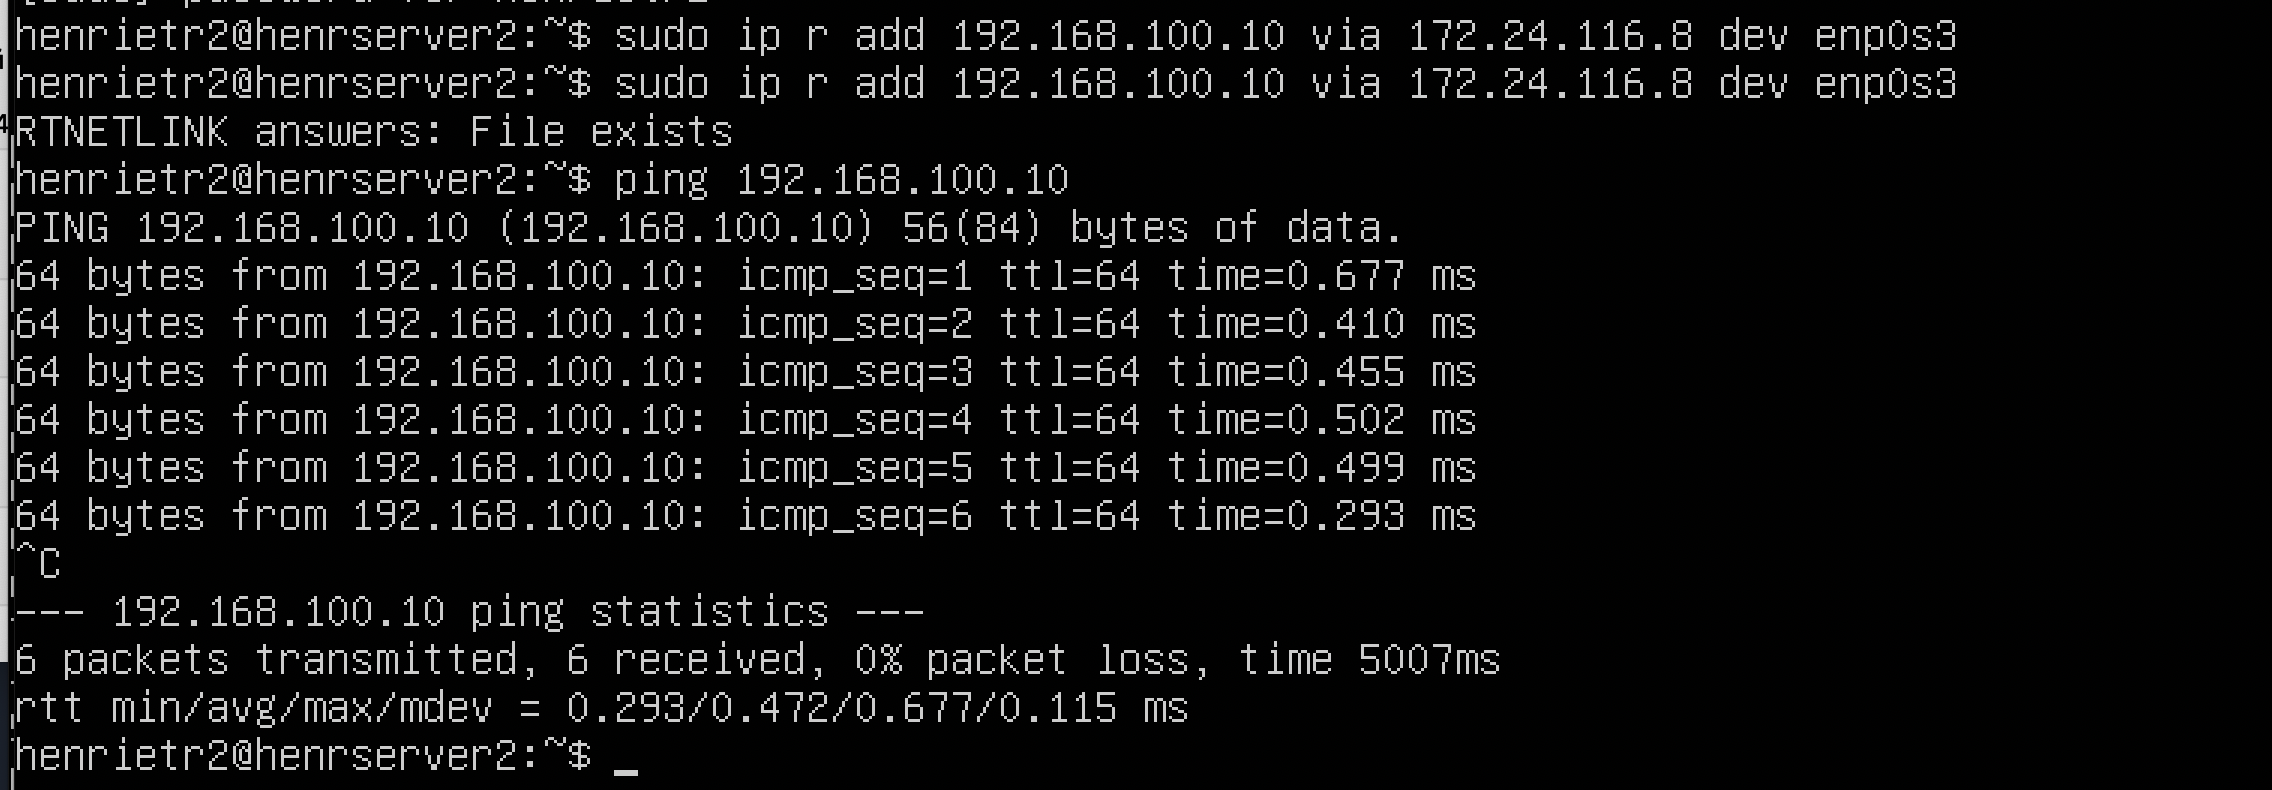 [sudo] password for henrietr2
henrietr2@henrserver2:~$ sudo ip r add 192.168.100.10 via 172.24.116.8 dev enp0s3
henrietr2@henrserver2:~$ sudo ip r add 192.168.100.10 via 172.24.116.8 dev enp0s3
RTNETLINK answers: File exists
henrietr2@henrserver2:~$ ping 192.168.100.10
PING 192.168.100.10 (192.168.100.10) 56(84) bytes of data.
64 bytes from 192.168.100.10: icmp_seq=1 ttl=64 time=0.677 ms
64 bytes from 192.168.100.10: icmp_seq=2 ttl=64 time=0.410 ms
64 bytes from 192.168.100.10: icmp_seq=3 ttl=64 time=0.455 ms
64 bytes from 192.168.100.10: icmp_seq=4 ttl=64 time=0.502 ms
64 bytes from 192.168.100.10: icmp_seq=5 ttl=64 time=0.499 ms
64 bytes from 192.168.100.10: icmp_seq=6 ttl=64 time=0.293 ms
^C
--- 192.168.100.10 ping statistics ---
6 packets transmitted, 6 received, 0% packet loss, time 5007ms
rtt min/avg/max/mdev = 0.293/0.472/0.677/0.115 ms
henrietr2@henrserver2:~$ _